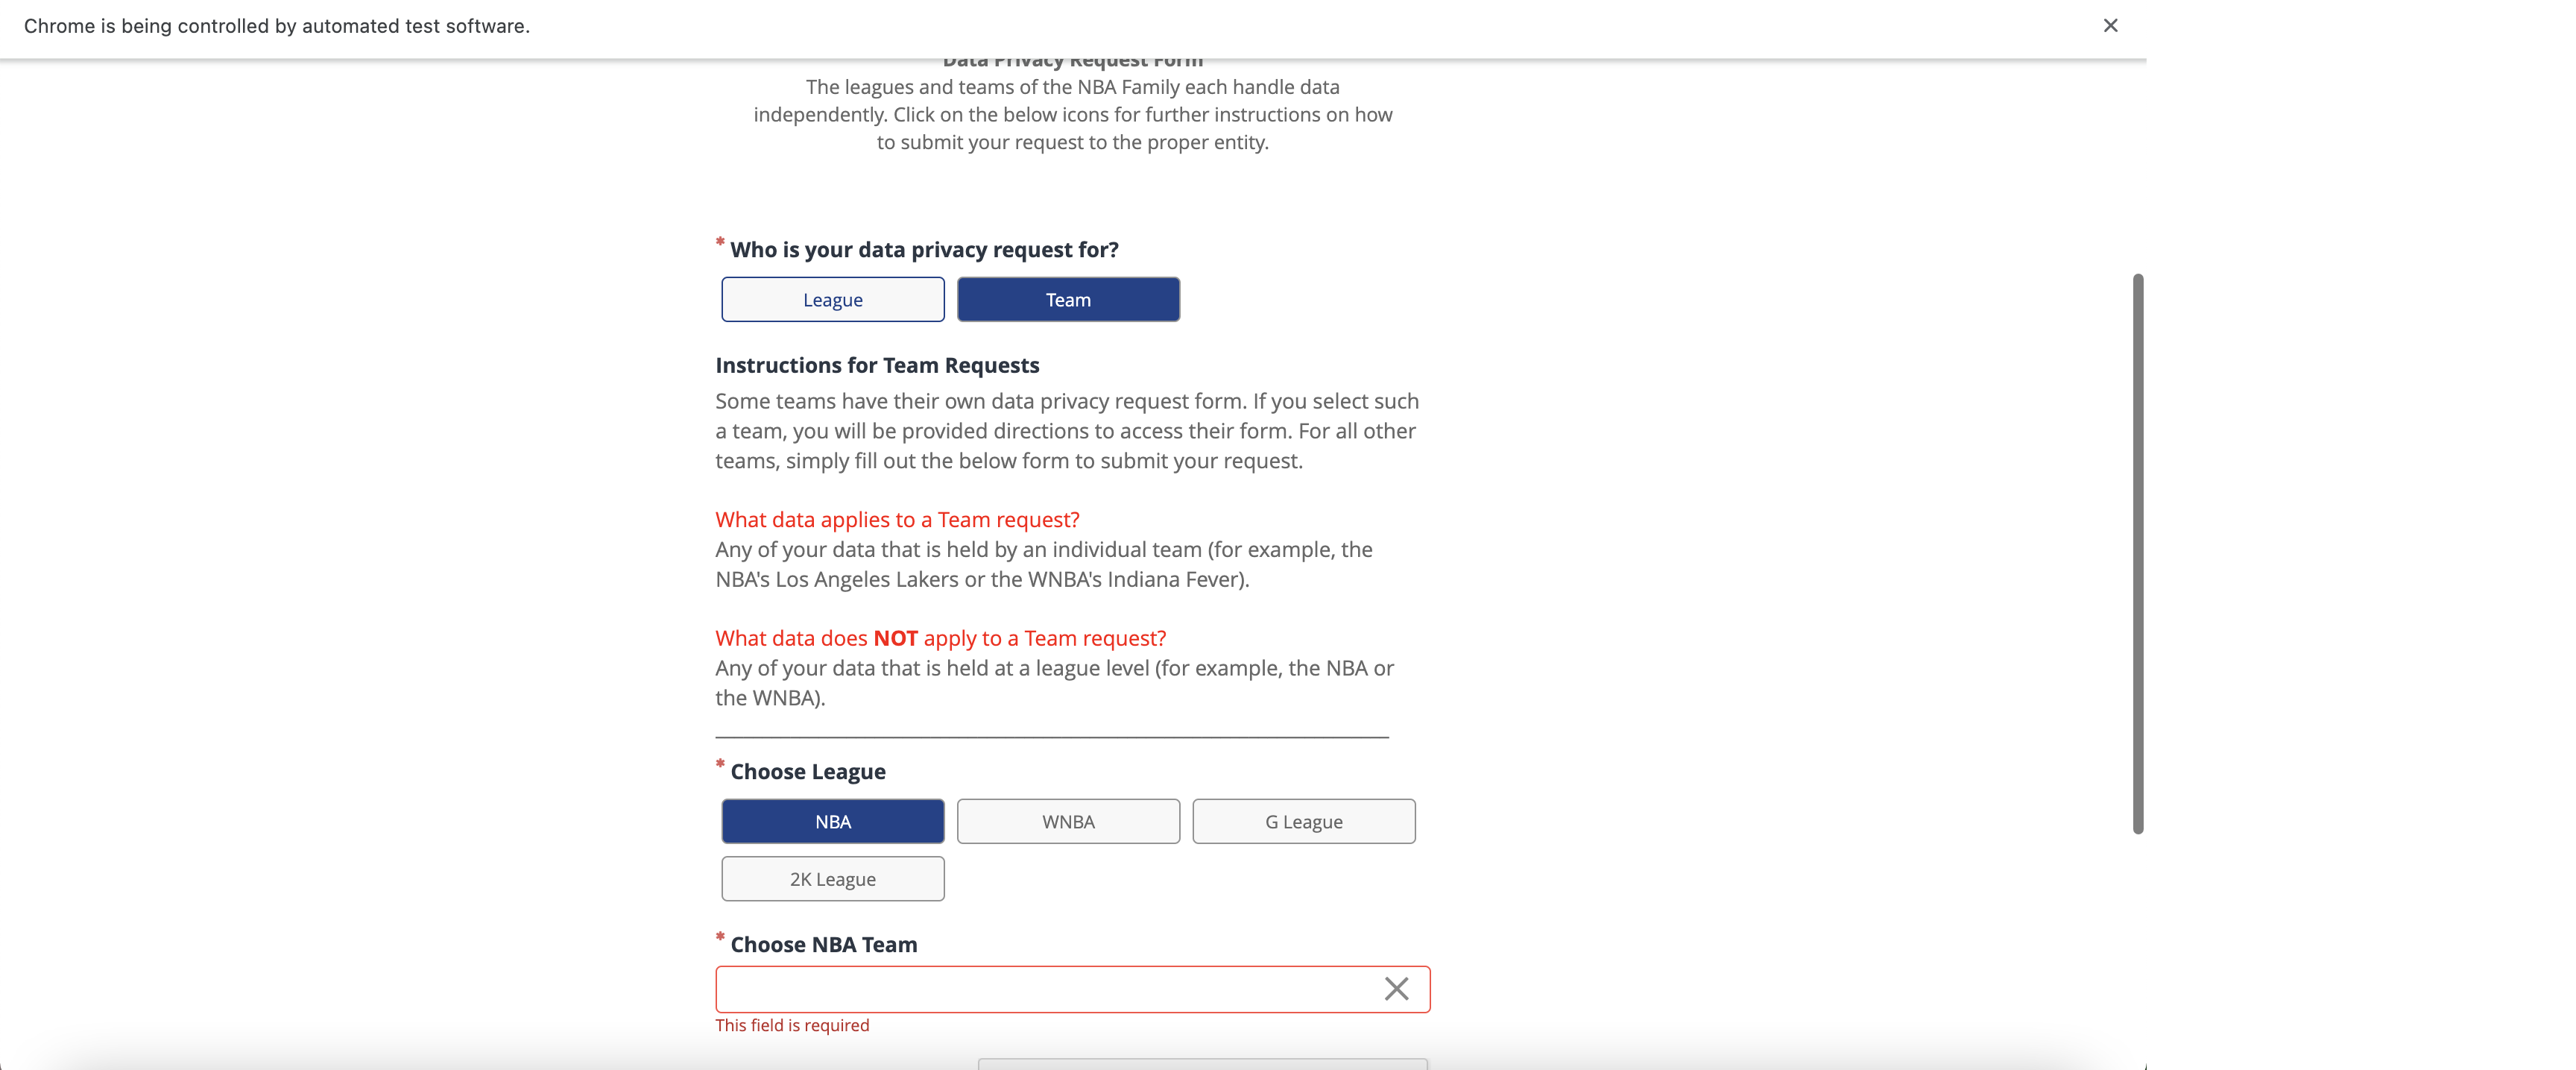 Chrome is being controlled by automated test software.
Data Privacy Request Form
The leagues and teams of the NBA Family each handle data
independently. Click on the below icons for further instructions on how
to submit your request to the proper entity.
* Who is your data privacy request for?
League Team
Instructions for Team Requests
Some teams have their own data privacy request form. If you select such
a team, you will be provided directions to access their form. For all other
teams, simply fill out the below form to submit your request.
What data applies to a Team request?
Any of your data that is held by an individual team (for example, the
NBA's Los Angeles Lakers or the WNBA's Indiana Fever).
What data does NOT apply to a Team request?
Any of your data that is held at a league level (for example, the NBA or
the WNBA).
* Choose League
NBA WNBA G League
2K League
* Choose NBA Team
This field is required